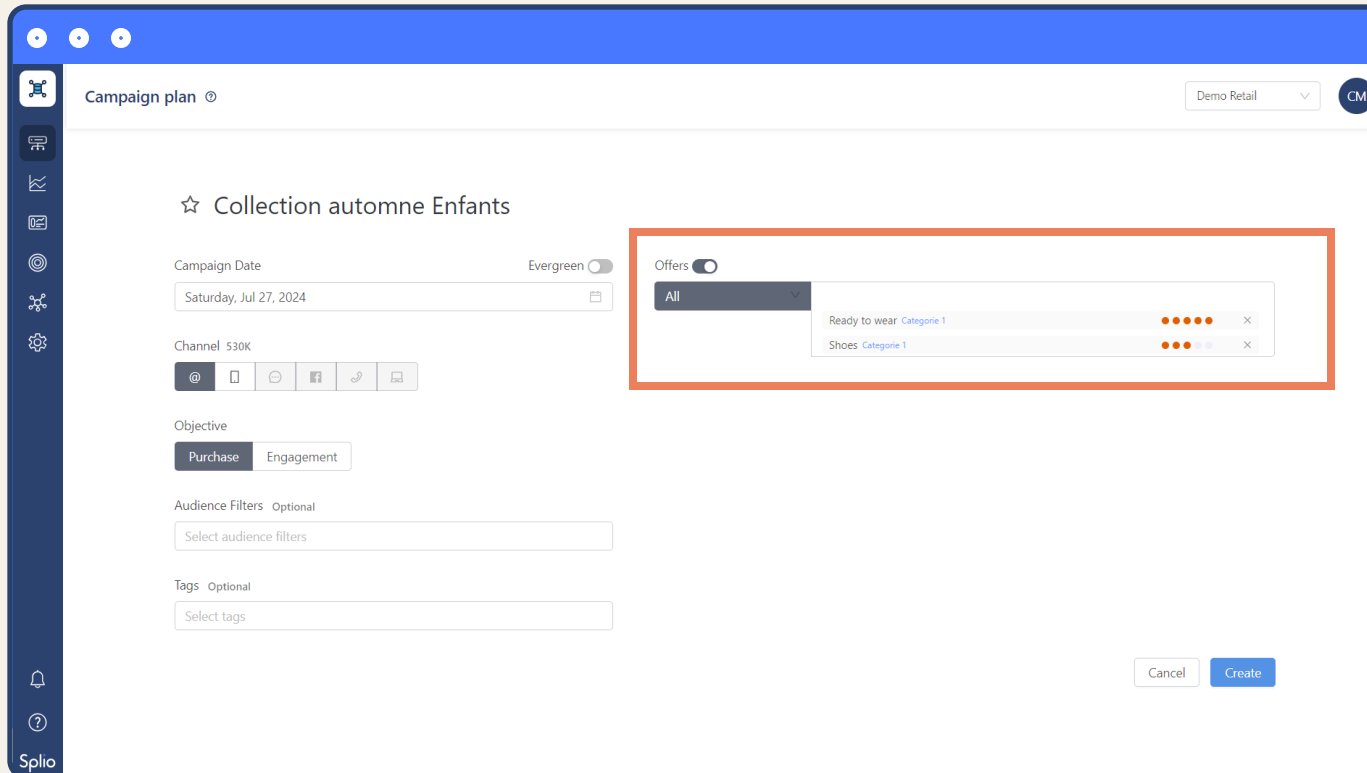 Campaign plan
Demo Retail
CM
Collection automne Enfants
Campaign Date
Evergreen
Saturday, Jul 27, 2024
Channel 530K
@
Objective
Purchase
Engagement
Audience Filters Optional
Select audience filters
Tags Optional
Select tags
Offers
All
Ready to wear Categorie 1
Shoes Categorie 1
Cancel
Create
Splio